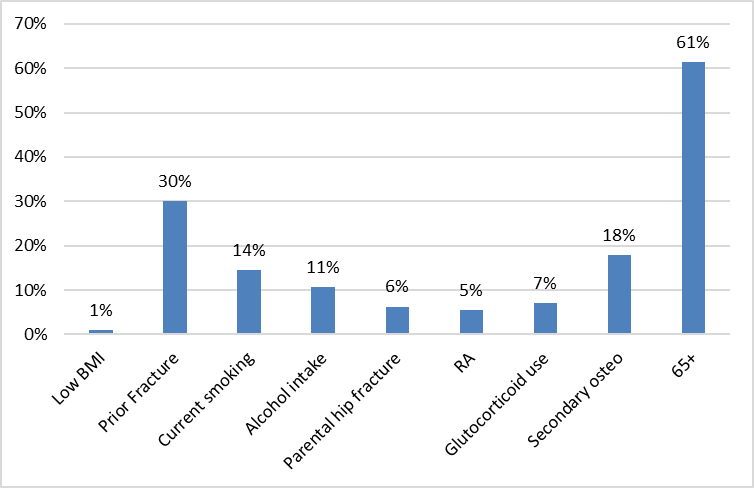 70%
60%
50%
40%
30%
20%
10%
0%
1%
30%
14%
11%
6%
5%
7%
18%
61%
Low BMI
Prior Fracture
Current smoking
Alcohol intake
Parental hip fracture
RA
Glutocorticoid use
Secondary osteo
65+